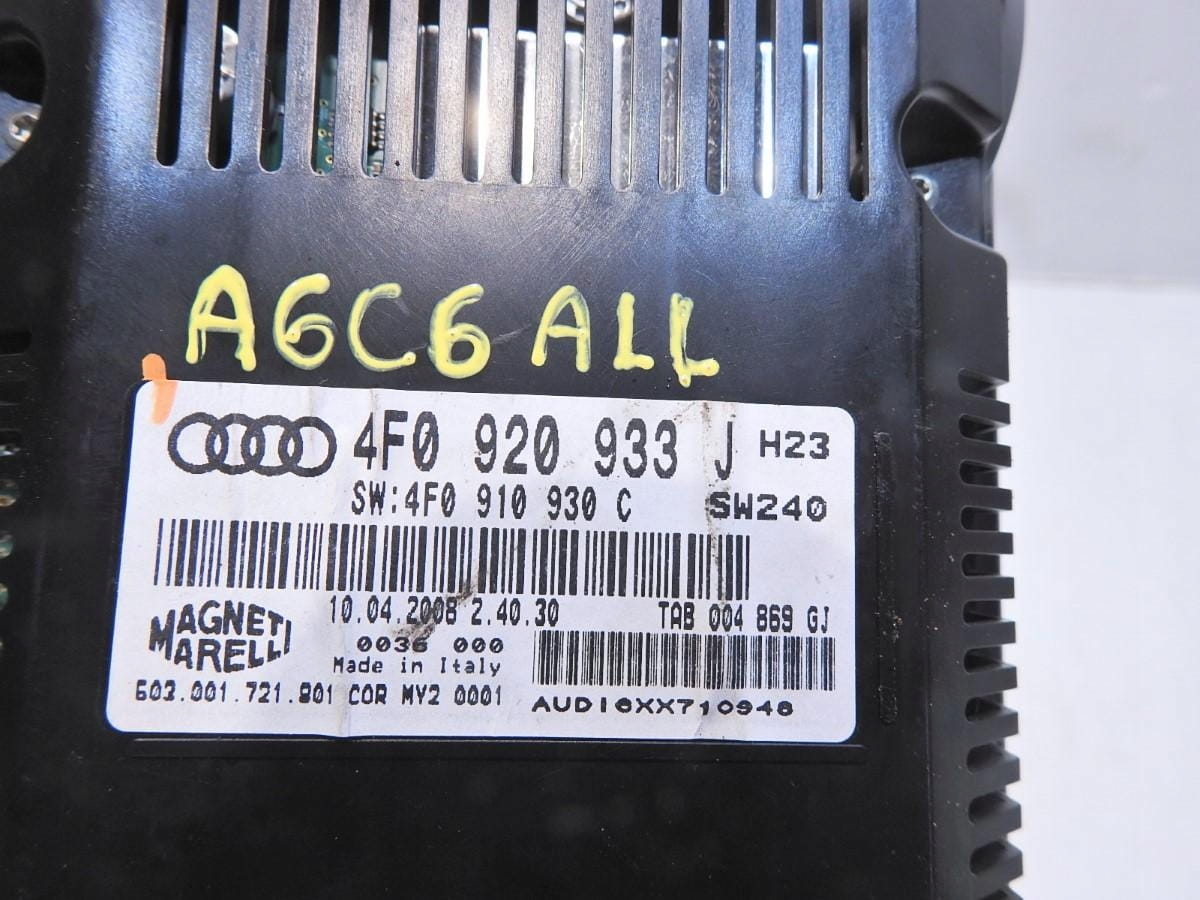 A6C6 ALL
4F0 920 933 J H23
SW:4F0 910 930 C SW240
10.04.2008 2.40.30 TAB 004 869 GJ
MAGNETI MARELLI
0036 000
Made in Italy
603.001.721.801 COR MY2 0001
AUDI6XX710948